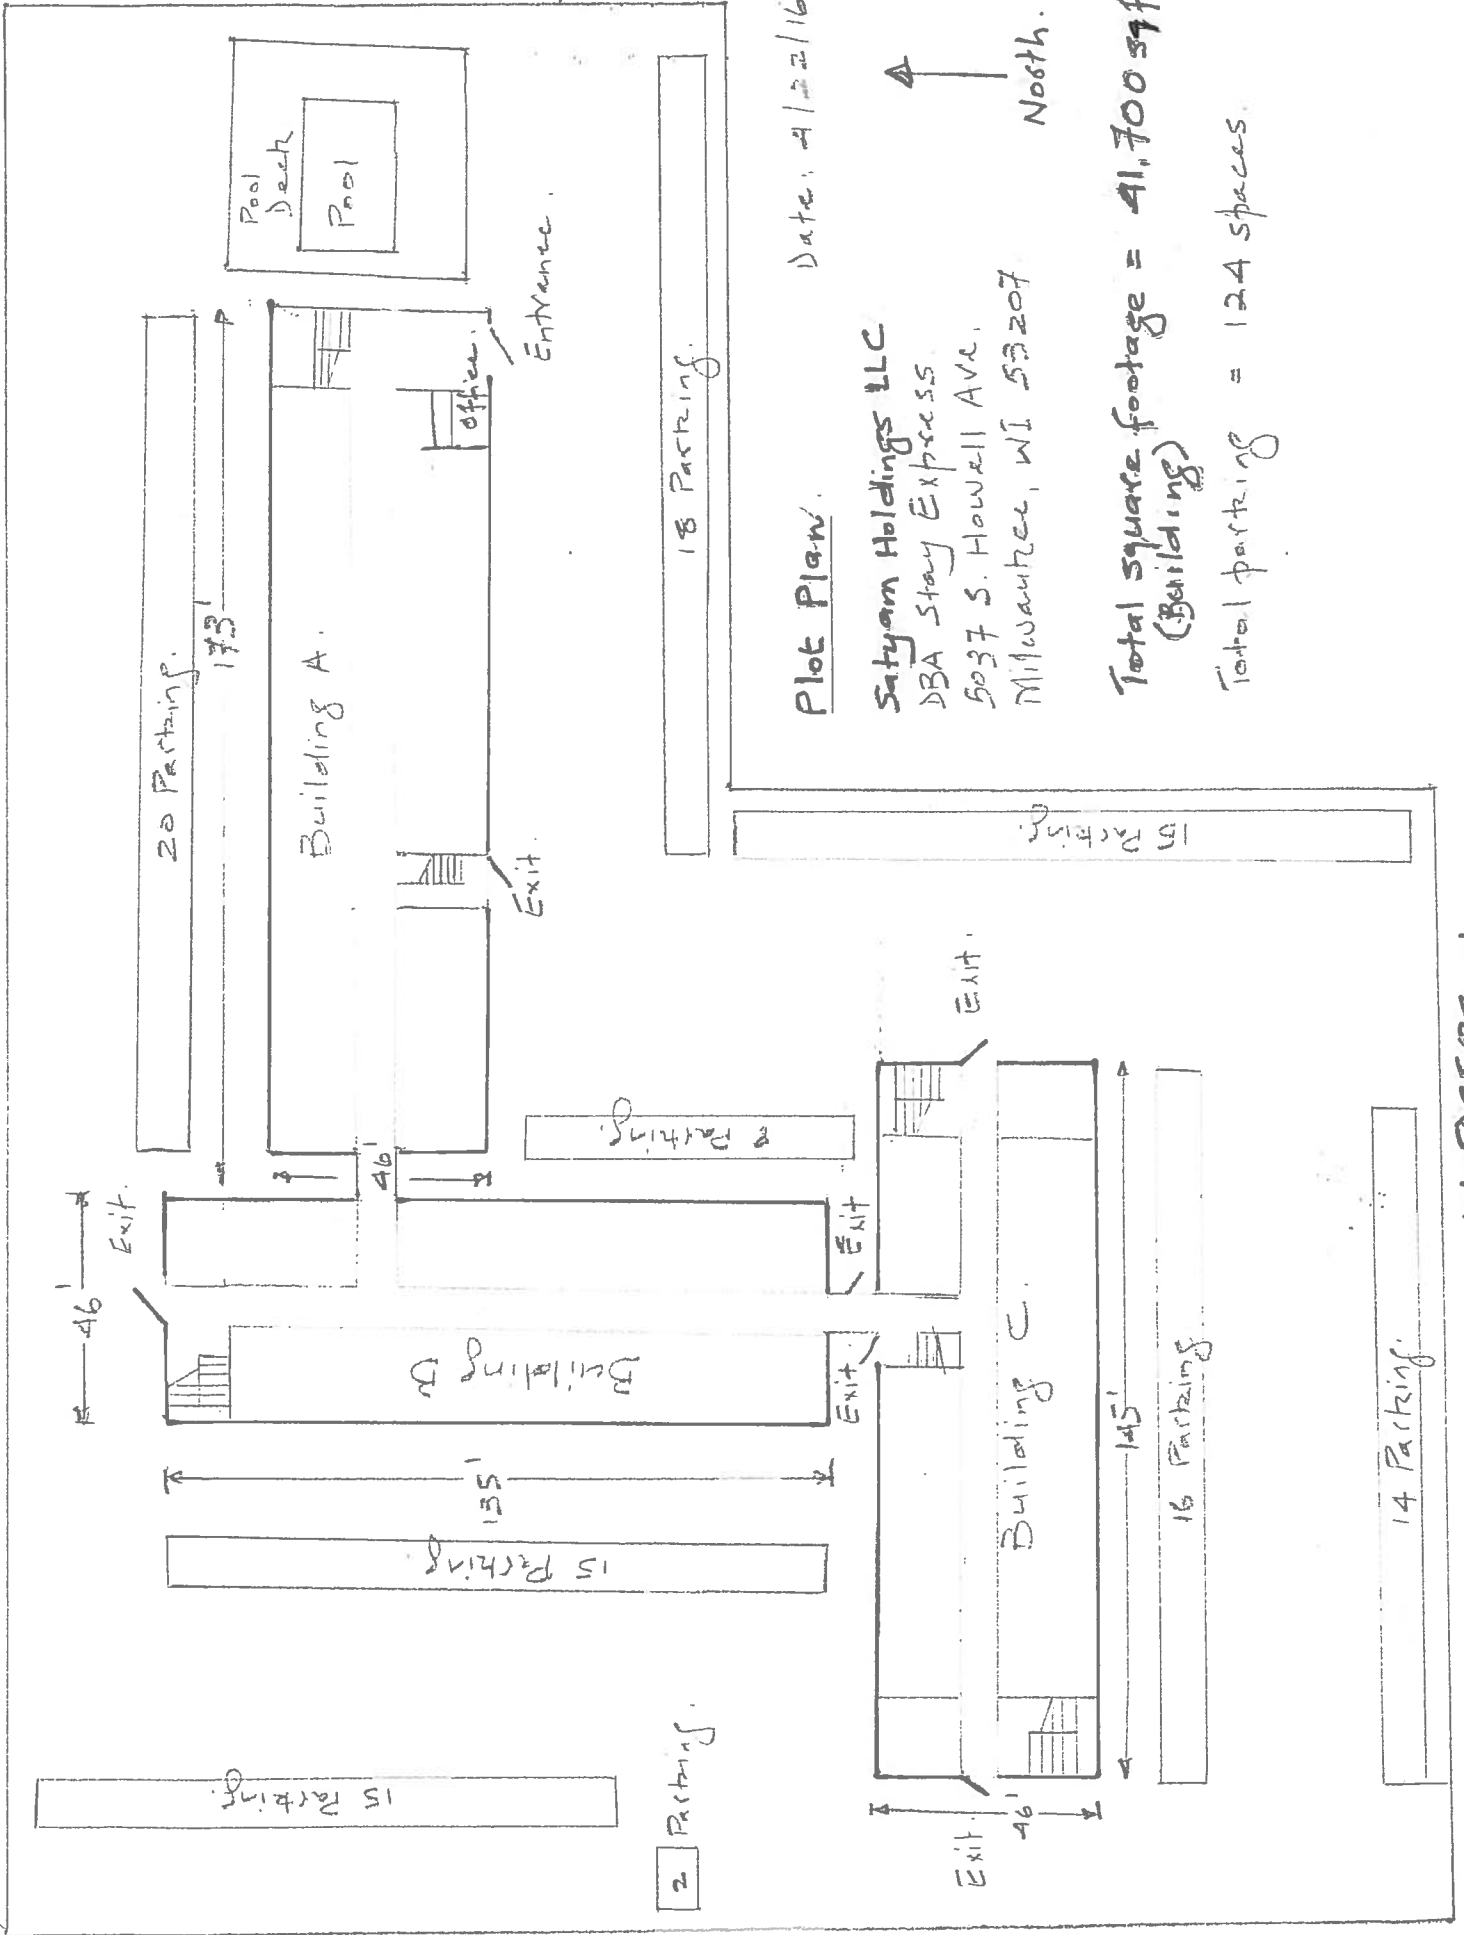 20 Parking.
173'
Building A.
Pool
Deck
Pool
Office.
Entrance.
Exit.
18 Parking.
46'
Exit.
46'
8 Parking.
Building B
Exit
Exit
135'
15 Parking
15 Parking.
2 Parking.
Exit.
Building C.
Exit.
46'
145'
16 Parking
14 Parking.
15 Parking.
Plot Plan.
Date: 4/22/16
Satyam Holdings LLC
DBA Stay Express
5037 S. Howell Ave.
Milwaukee, WI 53207
North.
Total square footage = 41,700 sqf
(Building)
Total parking = 124 spaces.